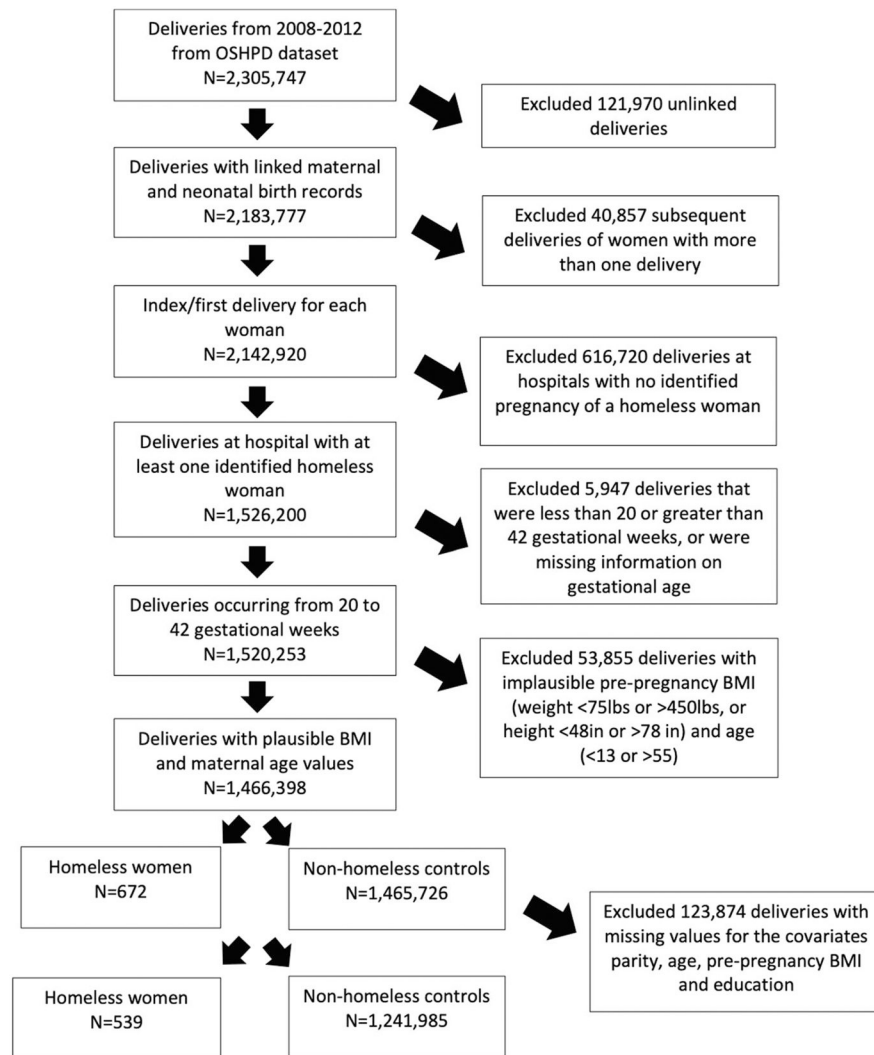 Deliveries from 2008-2012
from OSHPD dataset
N=2,305,747
Excluded 121,970 unlinked
deliveries
Deliveries with linked maternal
and neonatal birth records
N=2,183,777
Excluded 40,857 subsequent
deliveries of women with more
than one delivery
Index/first delivery for each
woman
N=2,142,920
Excluded 616,720 deliveries at
hospitals with no identified
pregnancy of a homeless woman
Deliveries at hospital with at
least one identified homeless
woman
N=1,526,200
Excluded 5,947 deliveries that
were less than 20 or greater than
42 gestational weeks, or were
missing information on
gestational age
Deliveries occurring from 20 to
42 gestational weeks
N=1,520,253
Excluded 53,855 deliveries with
implausible pre-pregnancy BMI
(weight <75lbs or >450lbs, or
height <48in or >78 in) and age
(<13 or >55)
Deliveries with plausible BMI
and maternal age values
N=1,466,398
Homeless women
N=672
Non-homeless controls
N=1,465,726
Excluded 123,874 deliveries with
missing values for the covariates
parity, age, pre-pregnancy BMI
and education
Homeless women
N=539
Non-homeless controls
N=1,241,985